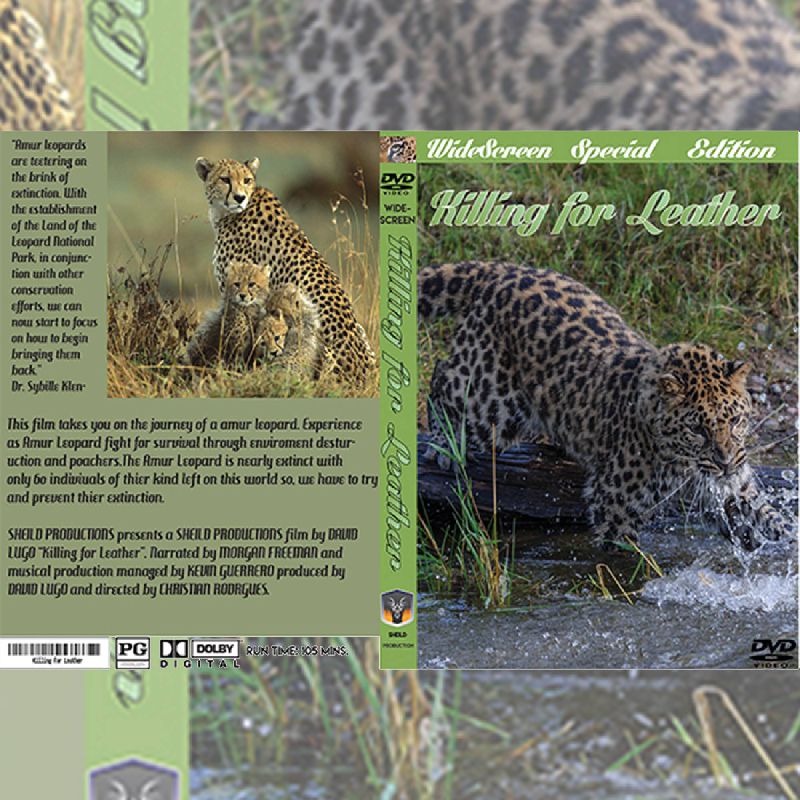 "Amur leopards
are teetering on
the brink of
extinction. With
the establishment
of the Land of the
Leopard National
Park, in conjunc-
tion with other
conservation
efforts, we can
now start to focus
on how to begin
bringing them
back."
Dr. Sybille Klen-
This film takes you on the journey of a amur leopard. Experience
as Amur Leopard fight for survival through enviroment destur-
uction and poachers.The Amur Leopard is nearly extinct with
only 60 indiviuals of thier kind left on this world so, we have to try
and prevent thier extinction.
SHEILD PRODUCTIONS presents a SHEILD PRODUCTIONS film by DAVID
LUGO "Killing for Leather". Narrated by MORGAN FREEMAN and
musical production managed by KEVIN GUERRERO produced by
DAVID LUGO and directed by CHRISTIAN RODRGUES.
Killing For Leather
PG
DOLBY
DIGITAL
RUN TIME: 105 MINS.
DVD
VIDEO
WIDE-
SCREEN
Killing for Leather
SHEILD
PRODUCTION
WideScreen Special Edition
Killing for Leather
DVD
VIDEO